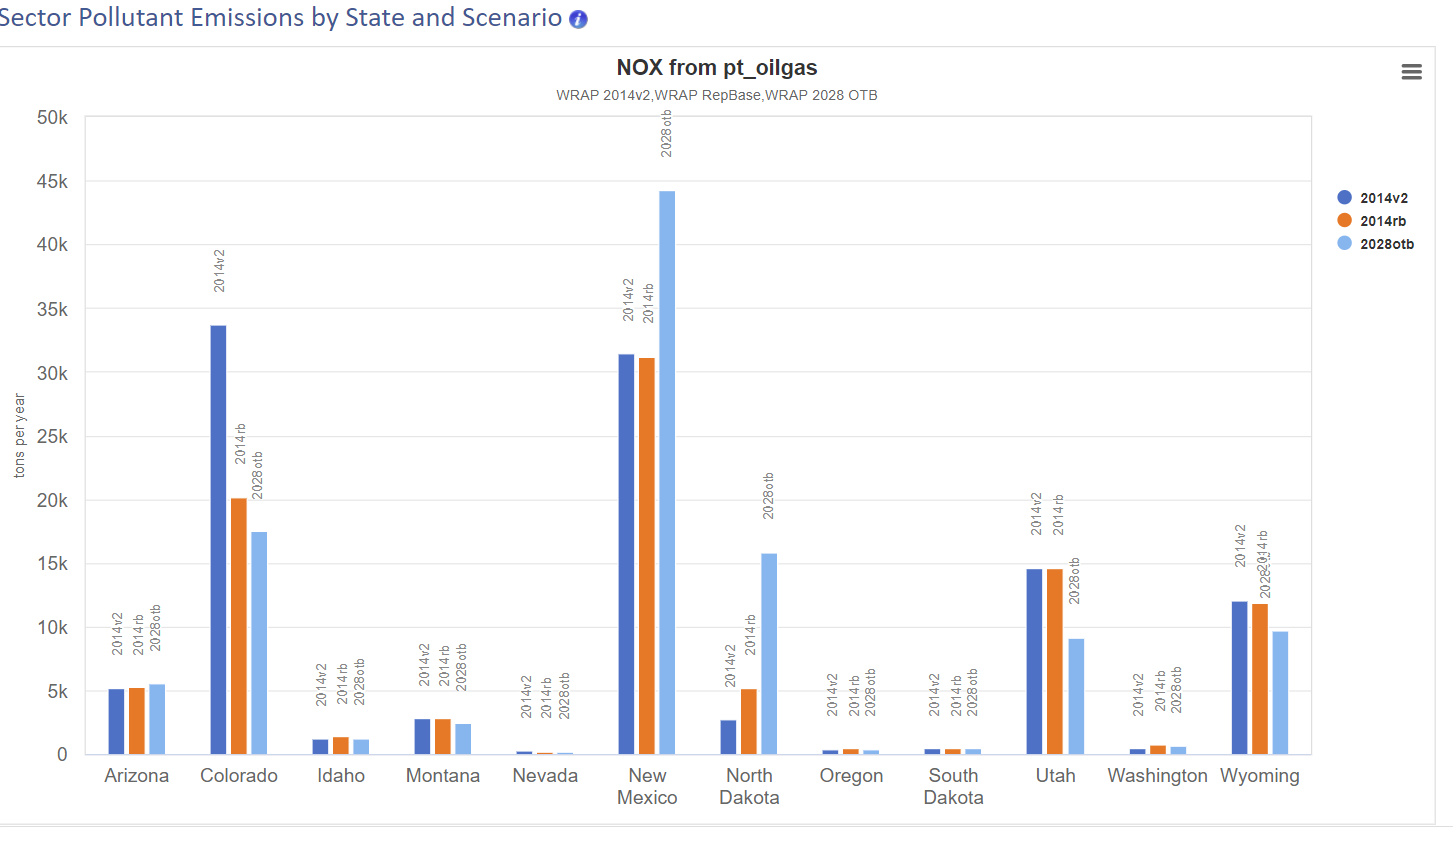 Sector Pollutant Emissions by State and Scenario i
NOX from pt_oilgas
WRAP 2014v2,WRAP RepBase,WRAP 2028 OTB
tons per year
50k
45k
40k
35k
30k
25k
20k
15k
10k
5k
0
2014v2
2014rb
2028otb
2014v2
2014rb
2028otb
2014v2
2014rb
2028otb
2014v2
2014rb
2028otb
2014v2
2014rb
2028otb
2014v2
2014rb
2028otb
2014v2
2014rb
2028otb
2014v2
2014rb
2028otb
2014v2
2014rb
2028otb
2014v2
2014rb
2028otb
2014v2
2014rb
2028otb
2014v2
2014rb
Arizona
Colorado
Idaho
Montana
Nevada
New
Mexico
North
Dakota
Oregon
South
Dakota
Utah
Washington
Wyoming
2014v2
2014rb
2028otb